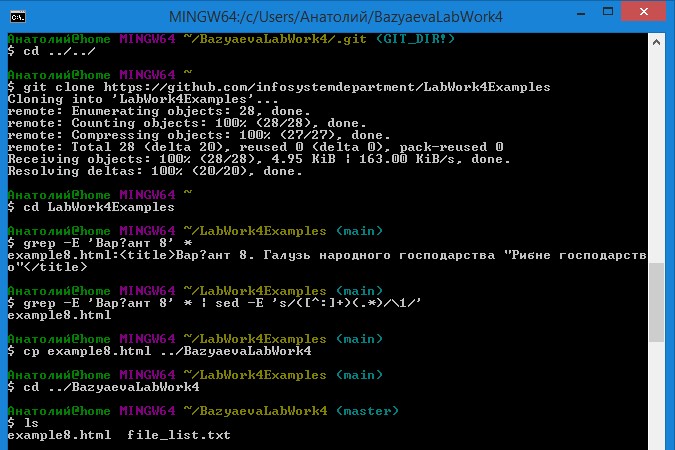 MINGW64:/c/Users/Анатолий/BazyaevaLabWork4
Анатолий@home MINGW64 ~/BazyaevaLabWork4/.git (GIT_DIR!)
$ cd ../../
Анатолий@home MINGW64 ~
$ git clone https://github.com/infosystemdepartment/LabWork4Examples
Cloning into 'LabWork4Examples'...
remote: Enumerating objects: 28, done.
remote: Counting objects: 100% (28/28), done.
remote: Compressing objects: 100% (27/27), done.
remote: Total 28 (delta 20), reused 0 (delta 0), pack-reused 0
Receiving objects: 100% (28/28), 4.95 KiB ¦ 163.00 KiB/s, done.
Resolving deltas: 100% (20/20), done.
Анатолий@home MINGW64 ~
$ cd LabWork4Examples
Анатолий@home MINGW64 ~/LabWork4Examples (main)
$ grep -E 'Вар?ант 8' *
example8.html:<title>Вар?ант 8. Галузь народного господарства "Рибне господарств
о"</title>
Анатолий@home MINGW64 ~/LabWork4Examples (main)
$ grep -E 'Вар?ант 8' * ¦ sed -E 's/([^:]+)(.*)/\1/'
example8.html
Анатолий@home MINGW64 ~/LabWork4Examples (main)
$ cp example8.html ../BazyaevaLabWork4
Анатолий@home MINGW64 ~/LabWork4Examples (main)
$ cd ../BazyaevaLabWork4
Анатолий@home MINGW64 ~/BazyaevaLabWork4 (master)
$ ls
example8.html  file_list.txt